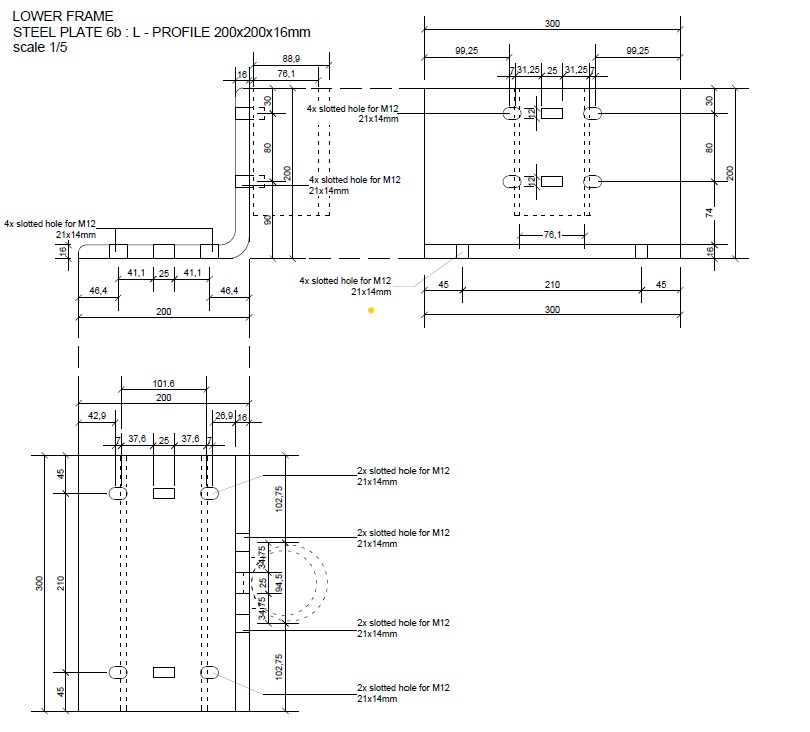 LOWER FRAME
STEEL PLATE 6b : L - PROFILE 200x200x16mm
scale 1/5
88,9
16
76,1
30
80
200
90
4x slotted hole for M12
21x14mm
4x slotted hole for M12
21x14mm
16
41,1 25 41,1
46,4
46,4
200
300
99,25
99,25
7 31,25 25 31,25 7
4x slotted hole for M12
21x14mm
12
12
30
80
200
74
16
76,1
4x slotted hole for M12
21x14mm
45
210
45
300
101.6
200
42,9
26,9 16
7 37,6 25 37,6 7
45
300
210
45
102,75
34,75
25
94,5
34,75
102,75
2x slotted hole for M12
21x14mm
2x slotted hole for M12
21x14mm
2x slotted hole for M12
21x14mm
2x slotted hole for M12
21x14mm